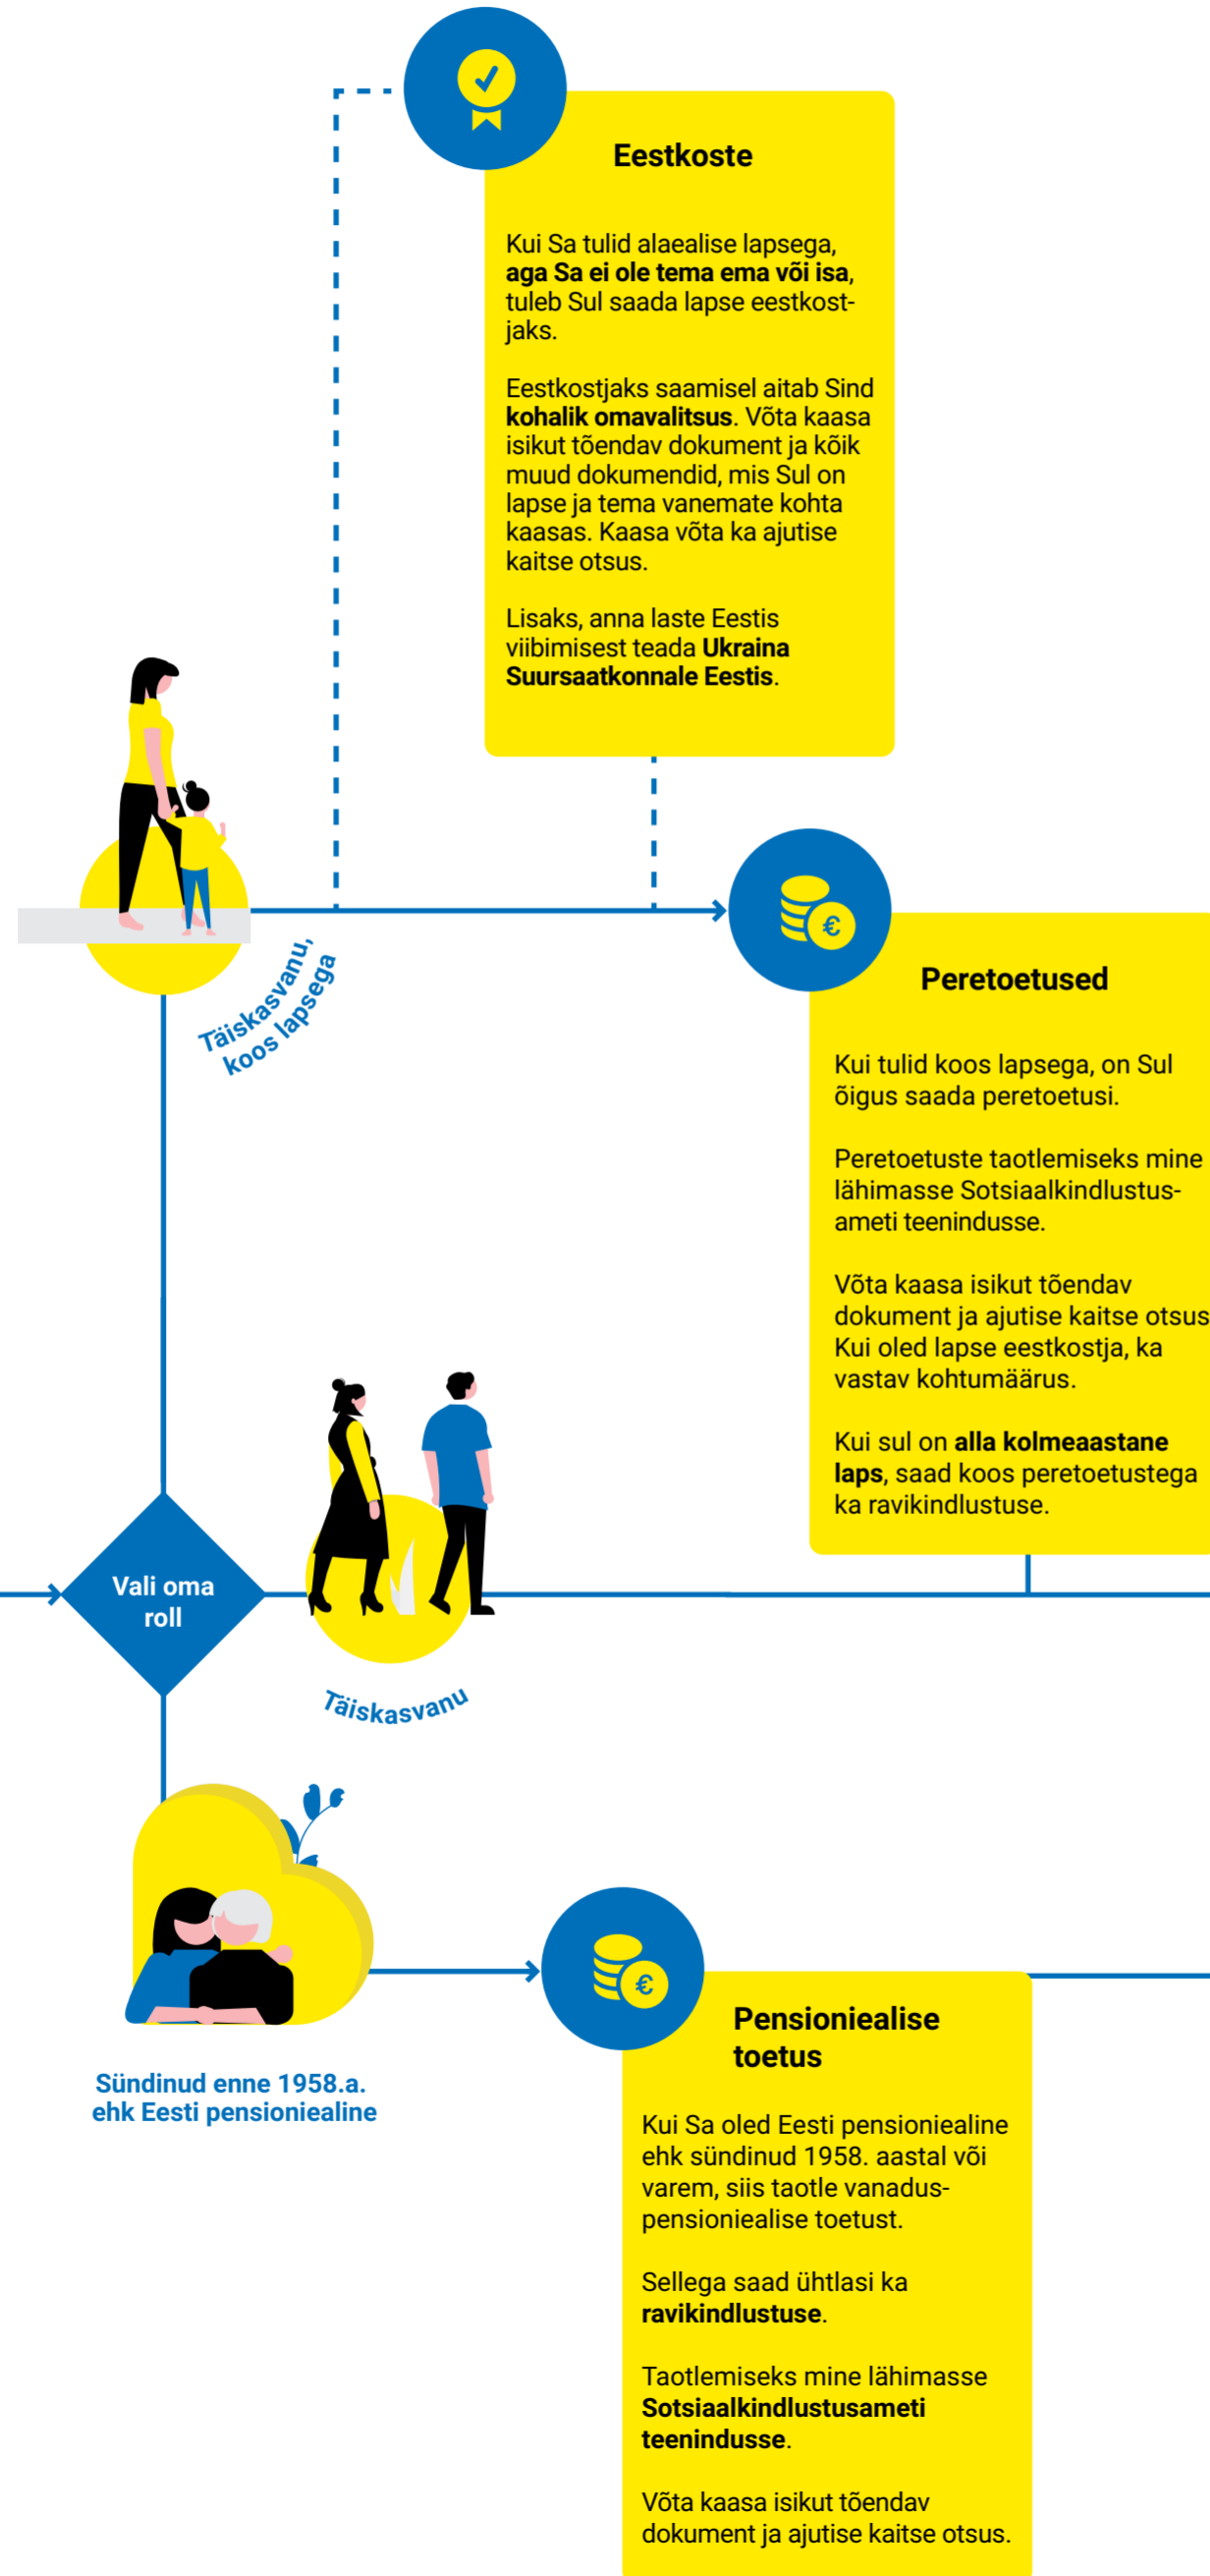 Eestkoste
Kui Sa tulid alaealise lapsega,
aga Sa ei ole tema ema või isa,
tuleb Sul saada lapse eestkost-
jaks.
Eestkostjaks saamisel aitab Sind
kohalik omavalitsus. Võta kaasa
isikut tõendav dokument ja kõik
muud dokumendid, mis Sul on
lapse ja tema vanemate kohta
kaasas. Kaasa võta ka ajutise
kaitse otsus.
Lisaks, anna laste Eestis
viibimisest teada Ukraina
Suursaatkonnale Eestis.
Täiskasvanu,
koos lapsega
€
Peretoetused
Kui tulid koos lapsega, on Sul
õigus saada peretoetusi.
Peretoetuste taotlemiseks mine
lähimasse Sotsiaalkindlustus-
ameti teenindusse.
Võta kaasa isikut tõendav
dokument ja ajutise kaitse otsus
Kui oled lapse eestkostja, ka
vastav kohtumäärus.
Kui sul on alla kolmeaastane
laps, saad koos peretoetustega
ka ravikindlustuse.
Vali oma
roll
Täiskasvanu
Sündinud enne 1958.a.
ehk Eesti pensioniealine
€
Pensioniealise
toetus
Kui Sa oled Eesti pensioniealine
ehk sündinud 1958. aastal või
varem, siis taotle vanadus-
pensioniealise toetust.
Sellega saad ühtlasi ka
ravikindlustuse.
Taotlemiseks mine lähimasse
Sotsiaalkindlustusameti
teenindusse.
Võta kaasa isikut tõendav
dokument ja ajutise kaitse otsus.